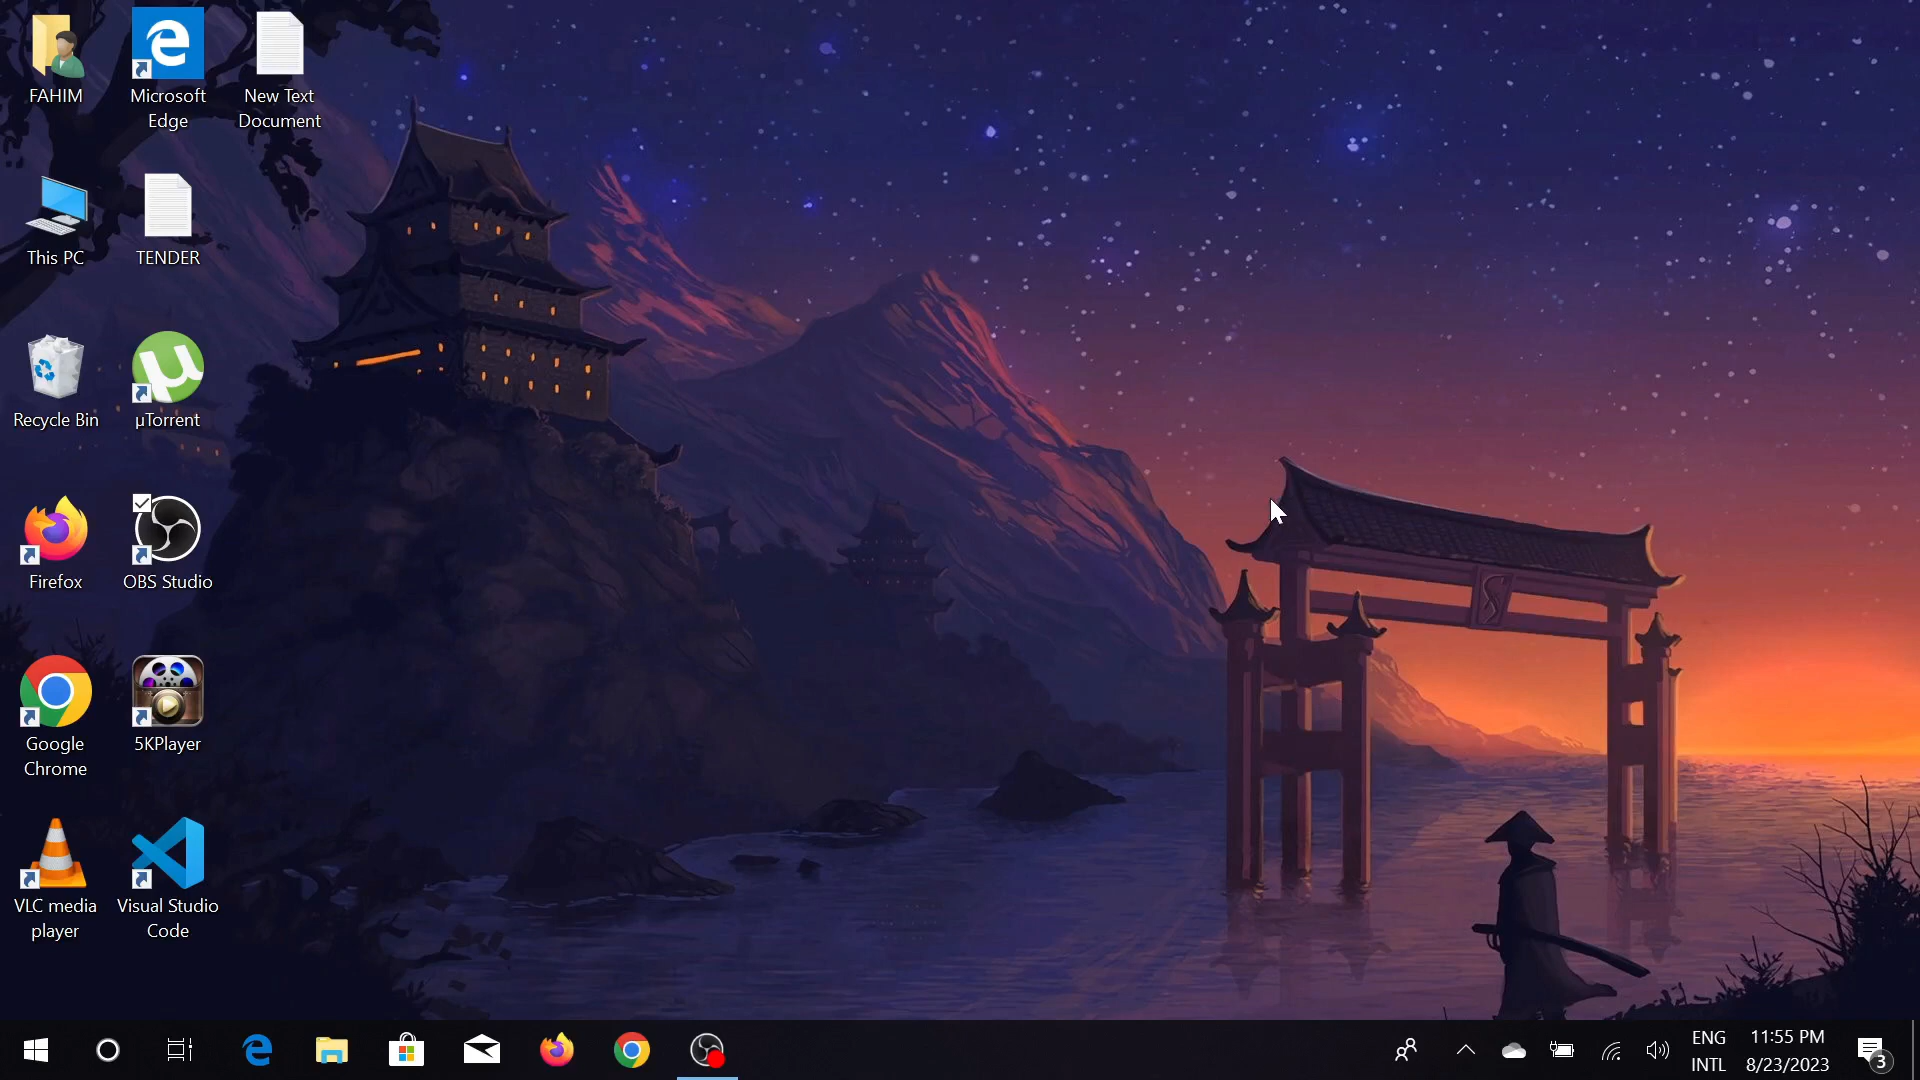 FAHIM
Microsoft
Edge
New Text
Document
This PC
TENDER
Recycle Bin
µTorrent
Firefox
OBS Studio
Google
Chrome
5KPlayer
VLC media
player
Visual Studio
Code
ENG
INTL
11:55 PM
8/23/2023
3